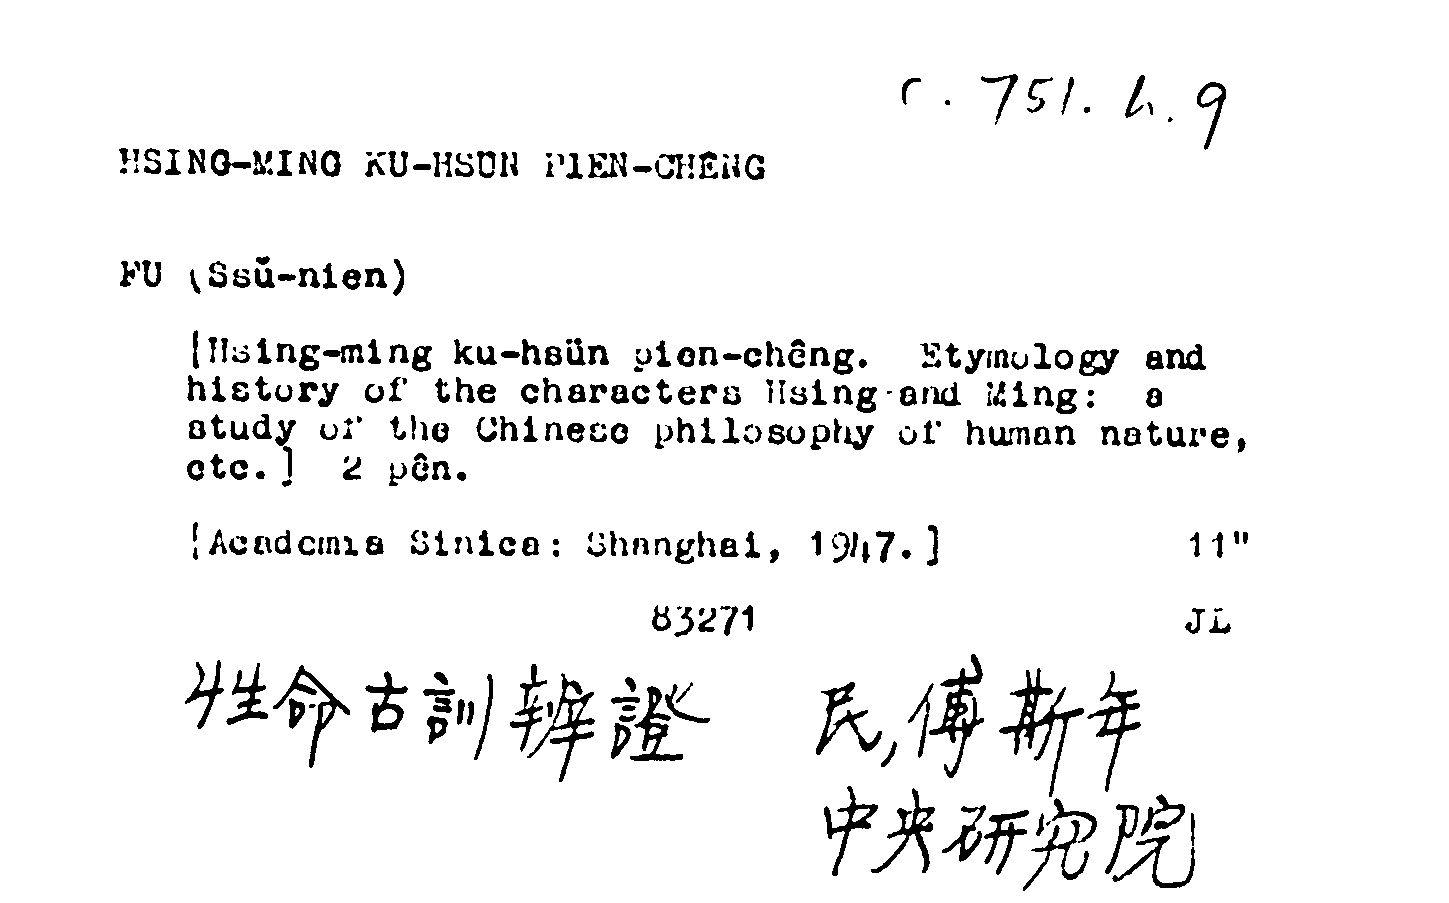 c. 751. h. 9
HSING-MING KU-HSÜN PIEN-CHÊNG
FU (Ssŭ-nien)
[Hsing-ming ku-hsün pien-chêng. Etymology and
history of the characters Hsing and Ming: a
study of the Chinese philosophy of human nature,
etc.] 2 pên.
[Academia Sinica: Shanghai, 1947.] 11"
83271 JL
性命古訓辨證 民,傅斯年
中央研究院